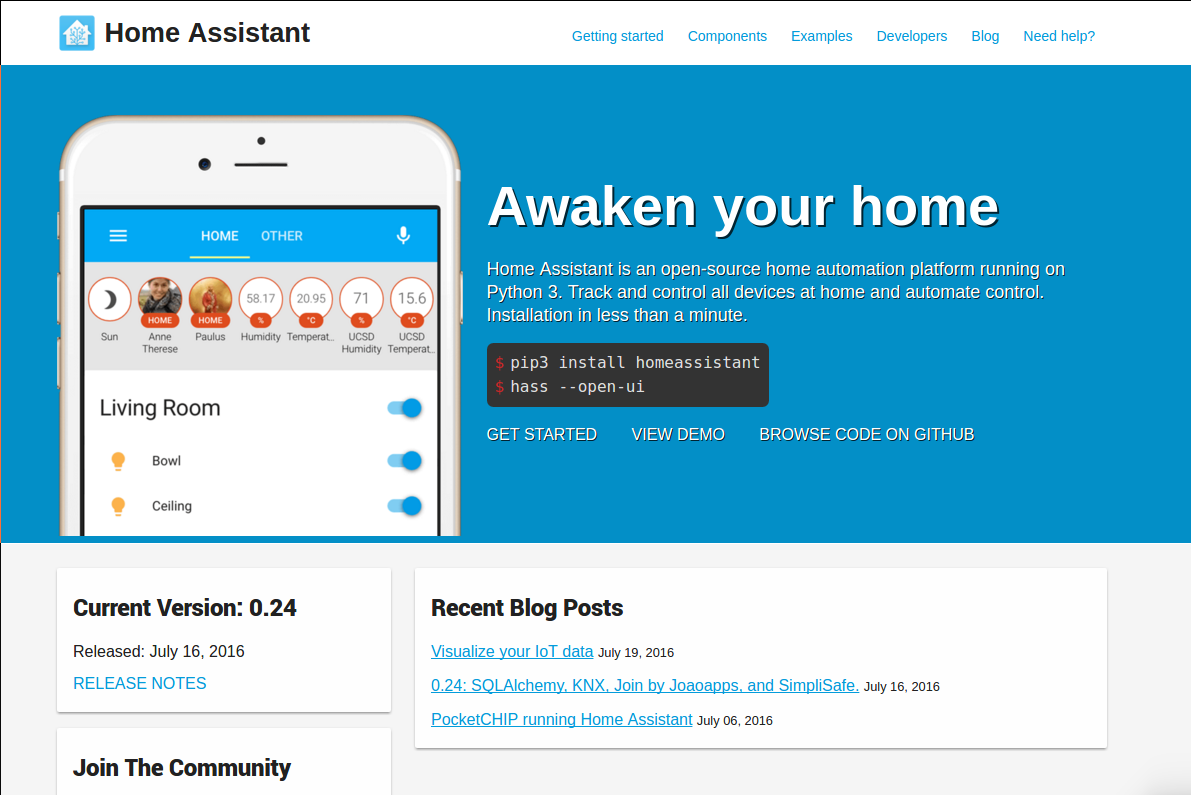 Home Assistant
Getting started Components Examples Developers Blog Need help?
HOME OTHER
58.17 20.95 71 15.6
HOME HOME % °C % °C
Sun Anne Therese Paulus Humidity Temperat... UCSD Humidity UCSD Temperat...
Living Room
Bowl
Ceiling
Awaken your home
Home Assistant is an open-source home automation platform running on
Python 3. Track and control all devices at home and automate control.
Installation in less than a minute.
$ pip3 install homeassistant
$ hass --open-ui
GET STARTED VIEW DEMO BROWSE CODE ON GITHUB
Current Version: 0.24
Released: July 16, 2016
RELEASE NOTES
Join The Community
Recent Blog Posts
Visualize your IoT data July 19, 2016
0.24: SQLAlchemy, KNX, Join by Joaoapps, and SimpliSafe. July 16, 2016
PocketCHIP running Home Assistant July 06, 2016